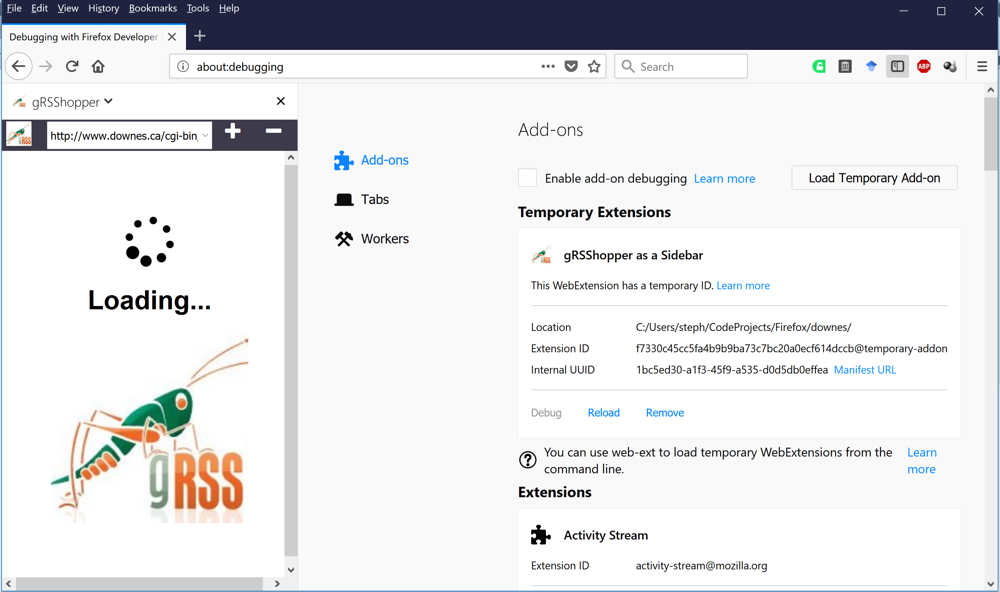 File Edit View History Bookmarks Tools Help
Debugging with Firefox Developer
about:debugging
Search
ABP
gRSShopper
gRSS
gRSS
http://www.downes.ca/cgi-bin/
Loading...
gRSS
Add-ons
Tabs
Workers
Add-ons
Enable add-on debugging Learn more
Load Temporary Add-on
Temporary Extensions
gRSS
gRSShopper as a Sidebar
This WebExtension has a temporary ID. Learn more
Location C:/Users/steph/CodeProjects/Firefox/downes/
Extension ID f7330c45cc5fa4b9b9ba73c7bc20a0ecf614dccb@temporary-addon
Internal UUID 1bc5ed30-a1f3-45f9-a535-d0d5db0effea Manifest URL
Debug Reload Remove
You can use web-ext to load temporary WebExtensions from the Learn
command line. more
Extensions
Activity Stream
Extension ID activity-stream@mozilla.org